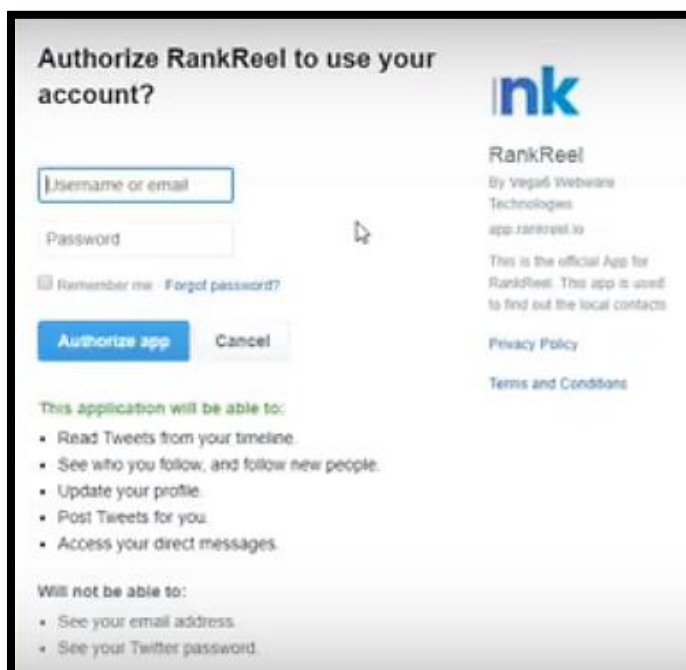 Authorize RankReel to use your
account?
Username or email
Password
Remember me · Forgot password?
Authorize app
Cancel
This application will be able to:
• Read Tweets from your timeline.
• See who you follow, and follow new people.
• Update your profile.
• Post Tweets for you.
• Access your direct messages.
Will not be able to:
• See your email address.
• See your Twitter password.
nk
RankReel
By Vega6 Webware
Technologies
app.rankreel.io
This is the official App for
RankReel. This app is used
to find out the local contacts
Privacy Policy
Terms and Conditions